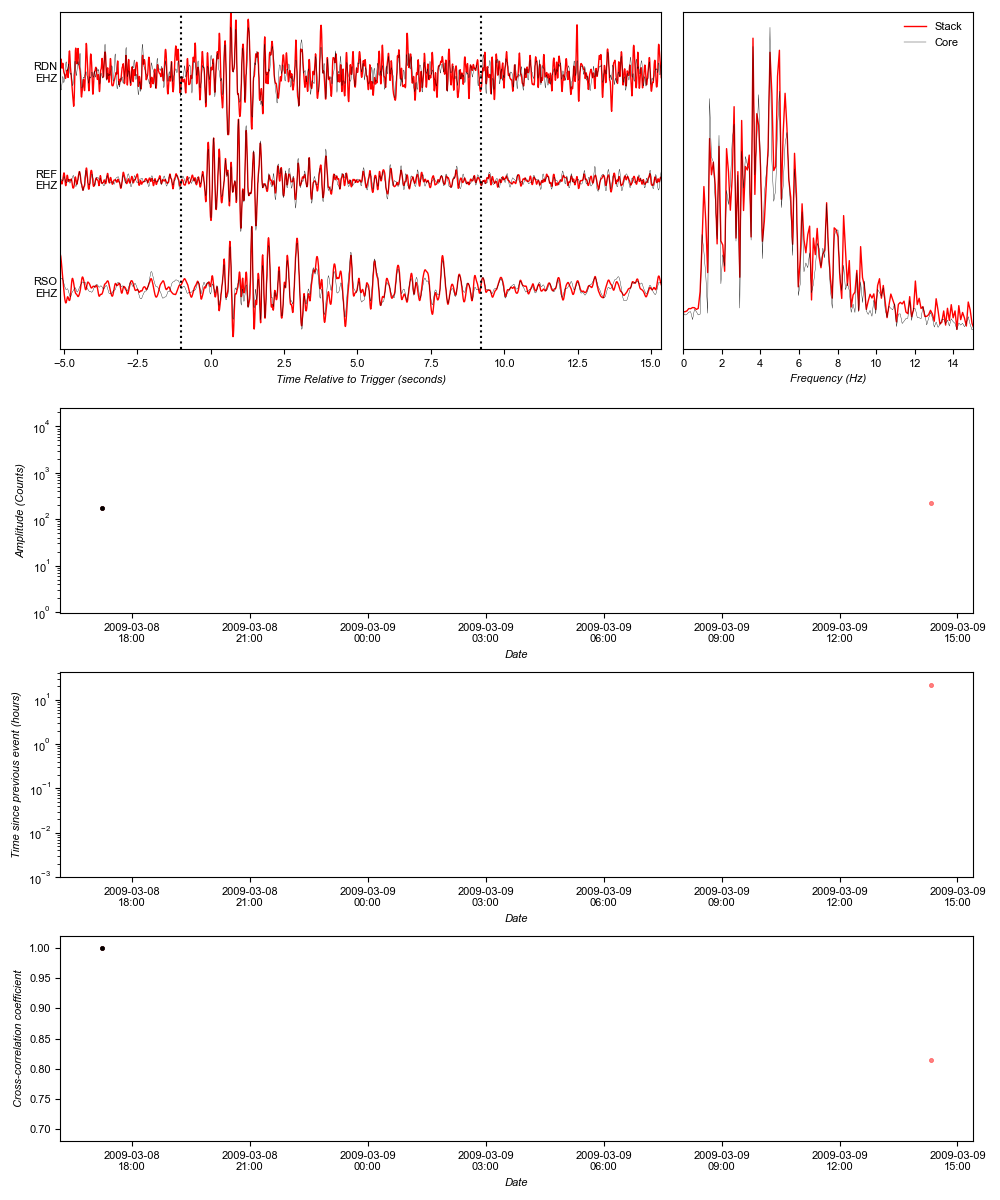 RDN
EHZ
REF
EHZ
RSO
EHZ
−5.0 −2.5 0.0 2.5 5.0 7.5 10.0 12.5 15.0
Time Relative to Trigger (seconds)
Stack
Core
0 2 4 6 8 10 12 14
Frequency (Hz)
10⁴
10³
10²
10¹
10⁰
Amplitude (Counts)
2009-03-08 2009-03-08 2009-03-09 2009-03-09 2009-03-09 2009-03-09 2009-03-09 2009-03-09
18:00 21:00 00:00 03:00 06:00 09:00 12:00 15:00
Date
10¹
10⁰
10⁻¹
10⁻²
10⁻³
Time since previous event (hours)
2009-03-08 2009-03-08 2009-03-09 2009-03-09 2009-03-09 2009-03-09 2009-03-09 2009-03-09
18:00 21:00 00:00 03:00 06:00 09:00 12:00 15:00
Date
1.00
0.95
0.90
0.85
0.80
0.75
0.70
Cross-correlation coefficient
2009-03-08 2009-03-08 2009-03-09 2009-03-09 2009-03-09 2009-03-09 2009-03-09 2009-03-09
18:00 21:00 00:00 03:00 06:00 09:00 12:00 15:00
Date